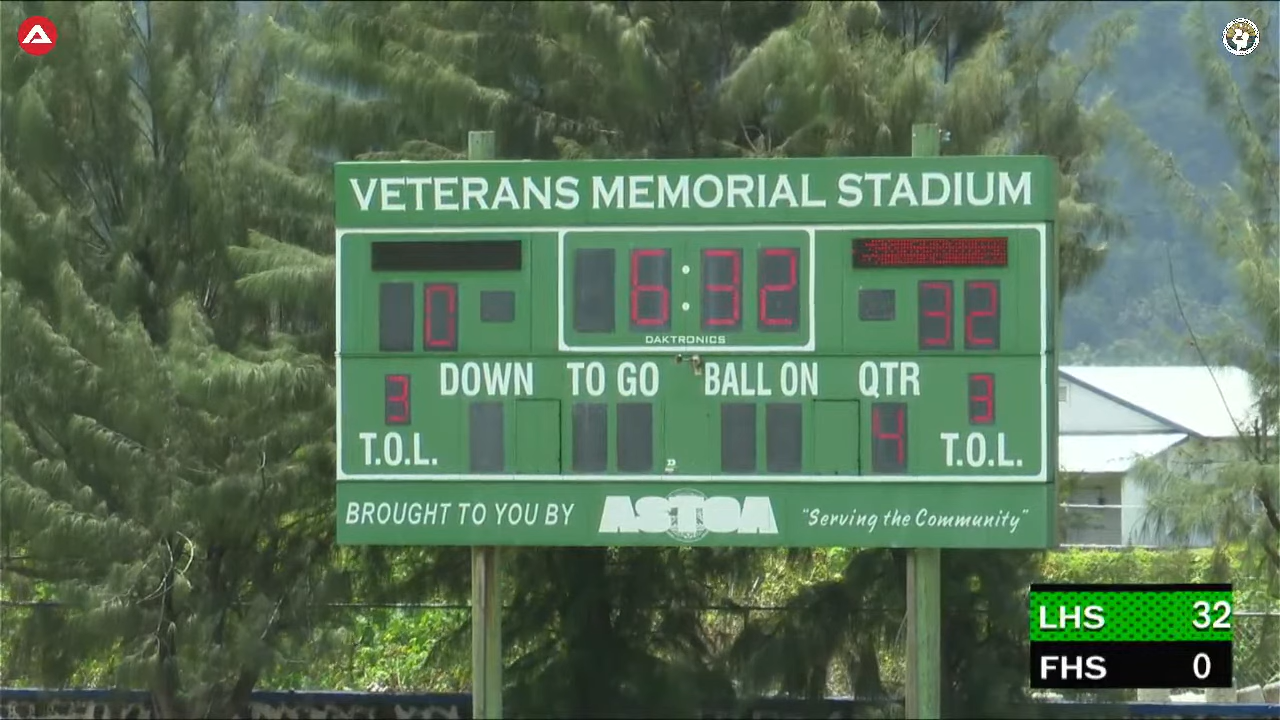 VETERANS MEMORIAL STADIUM
6:32
0
32
DAKTRONICS
DOWN TO GO BALL ON QTR
3
4
3
T.O.L.
T.O.L.
BROUGHT TO YOU BY ASTCA "Serving the Community"
LHS 32
FHS 0